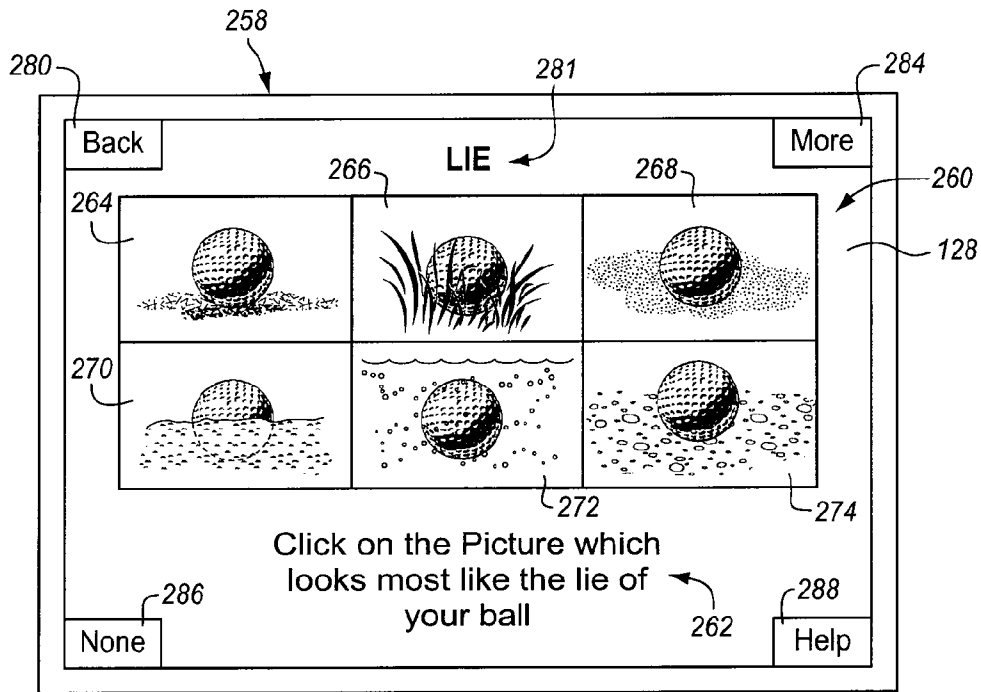 258
280
281
284
Back
LIE
More
266
268
260
264
128
270
272
274
Click on the Picture which
looks most like the lie of
your ball
286
262
288
None
Help